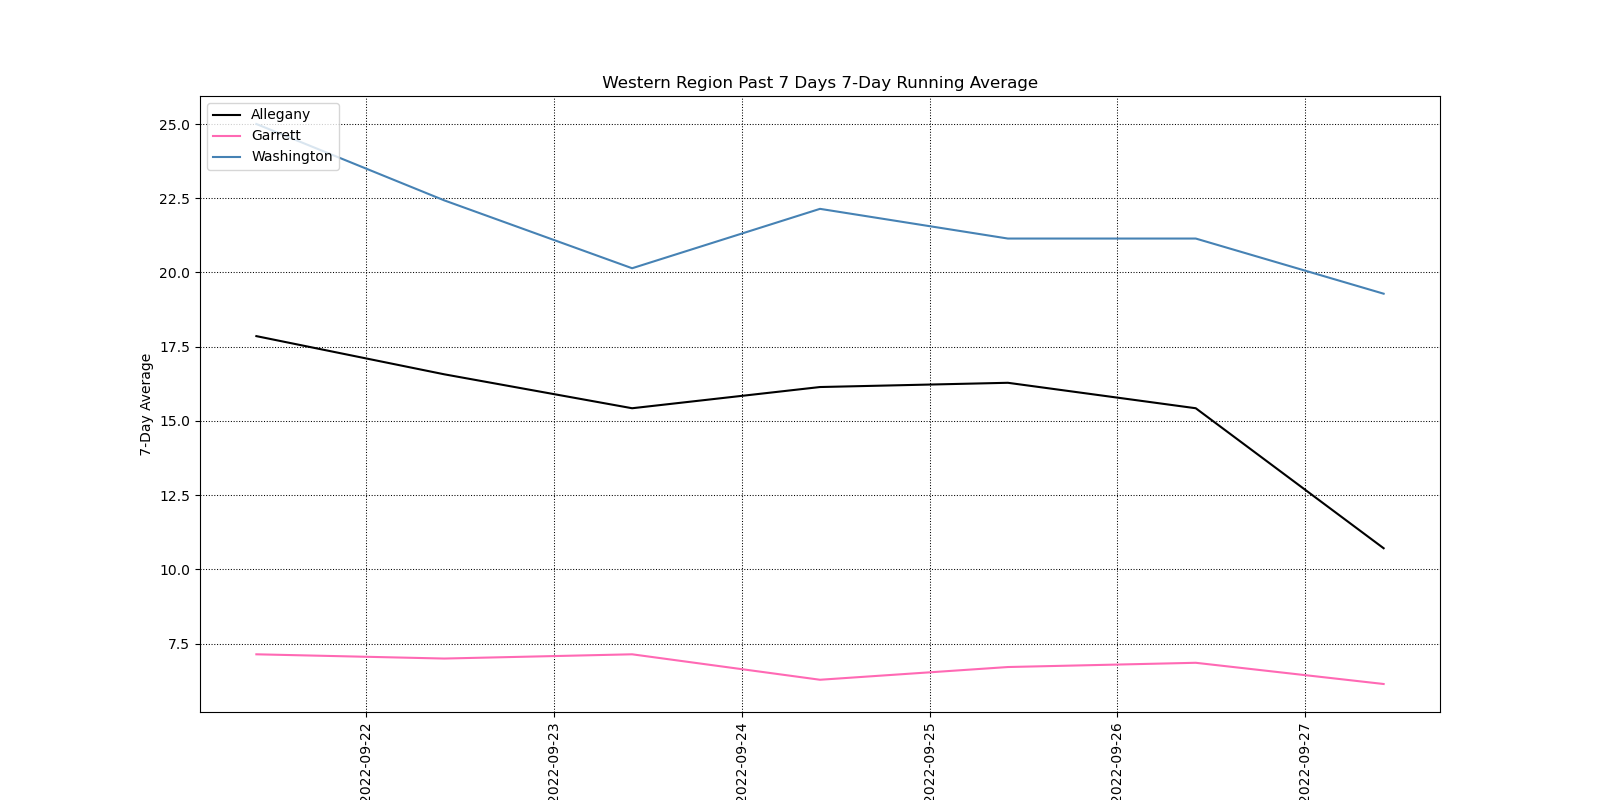 Western Region Past 7 Days 7-Day Running Average
Allegany
Garrett
Washington
25.0
22.5
20.0
17.5
15.0
12.5
10.0
7.5
7-Day Average
2022-09-22
2022-09-23
2022-09-24
2022-09-25
2022-09-26
2022-09-27